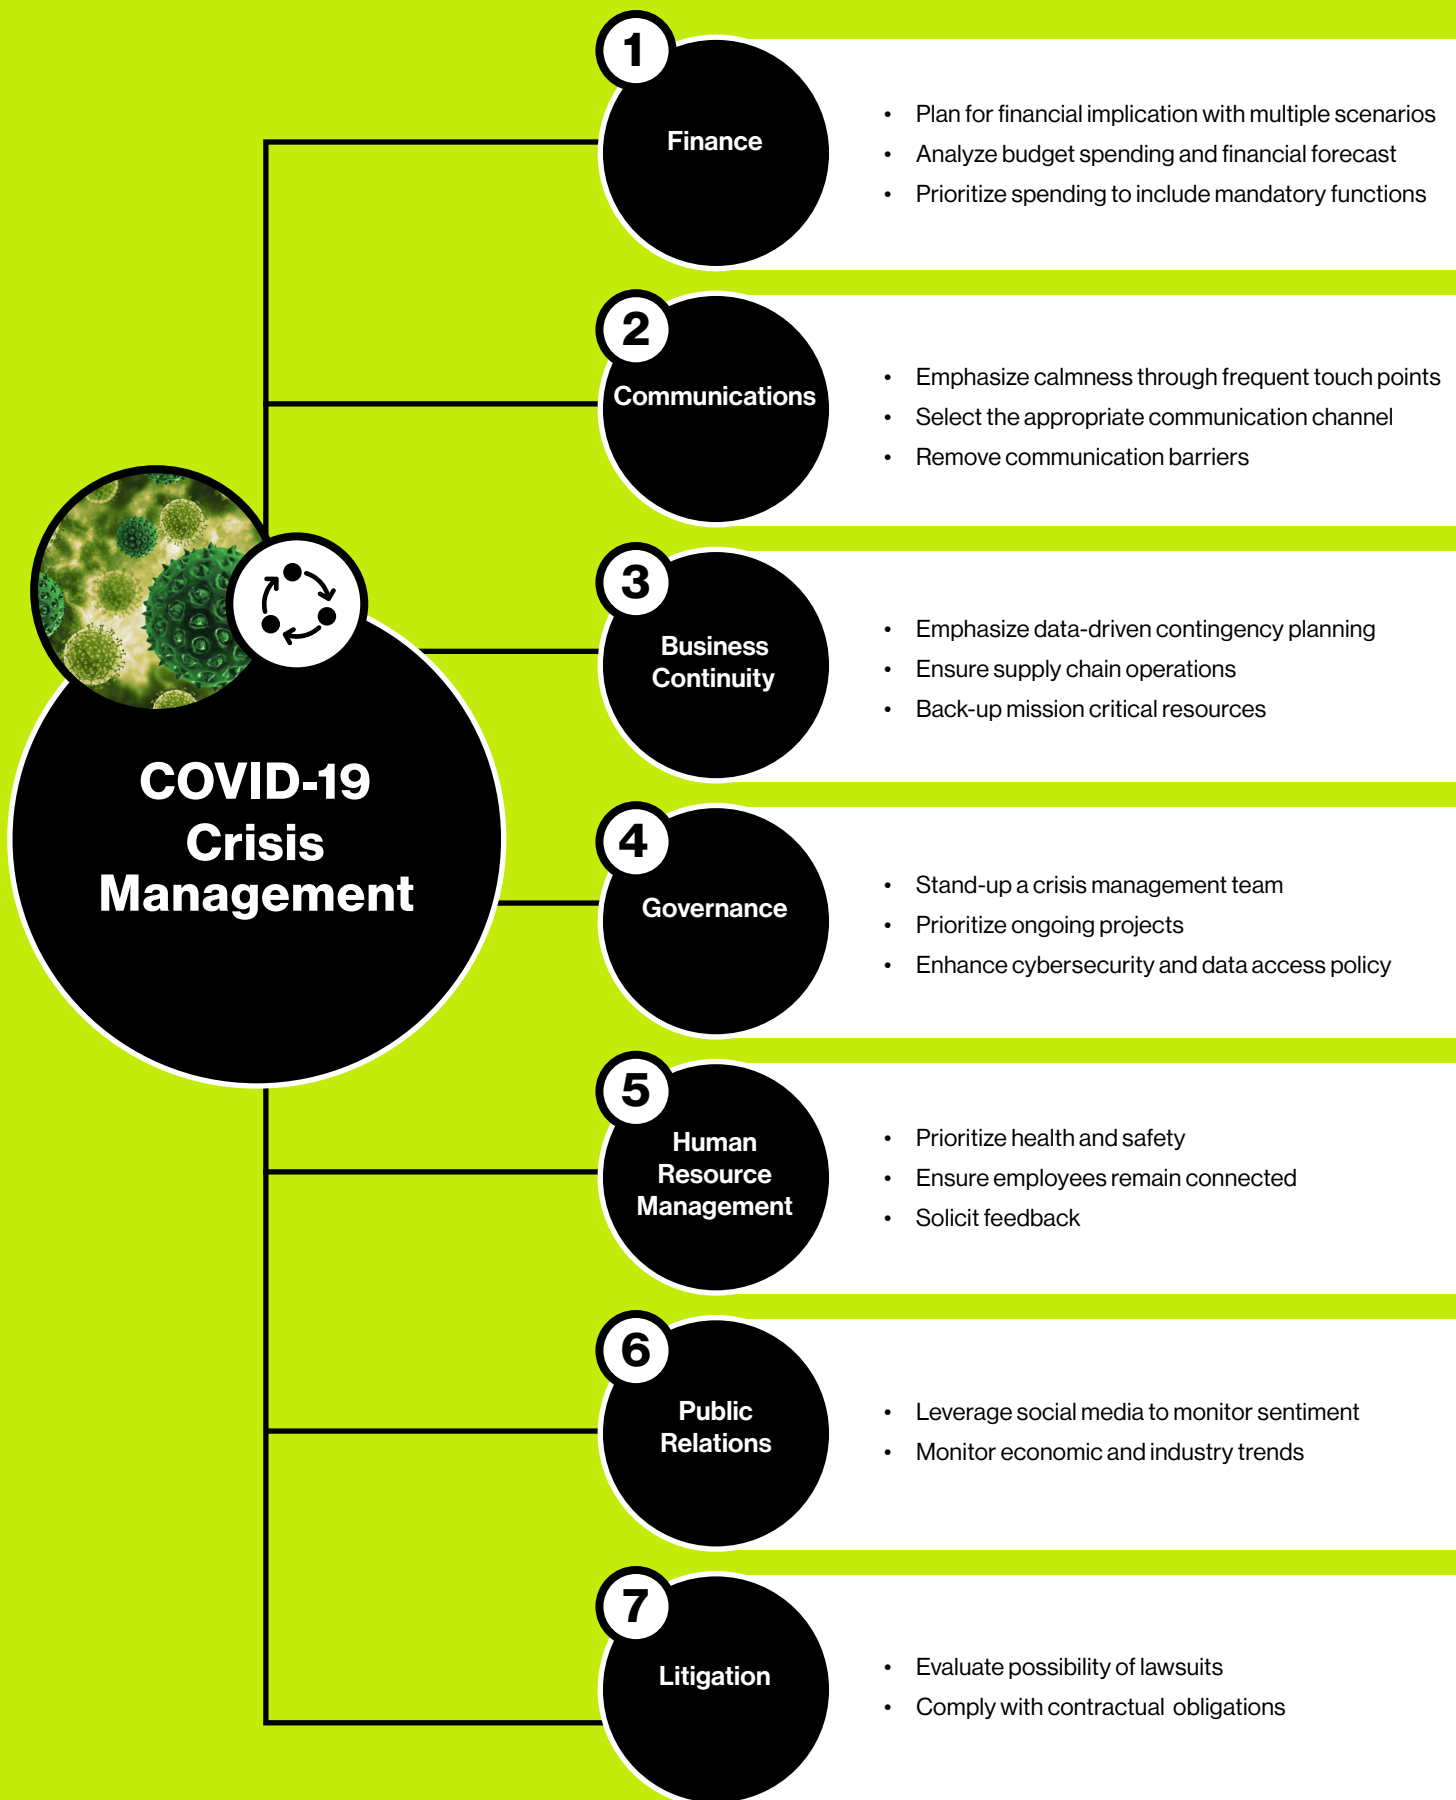 COVID-19
Crisis
Management
1
Finance
• Plan for financial implication with multiple scenarios
• Analyze budget spending and financial forecast
• Prioritize spending to include mandatory functions
2
Communications
• Emphasize calmness through frequent touch points
• Select the appropriate communication channel
• Remove communication barriers
3
Business
Continuity
• Emphasize data-driven contingency planning
• Ensure supply chain operations
• Back-up mission critical resources
4
Governance
• Stand-up a crisis management team
• Prioritize ongoing projects
• Enhance cybersecurity and data access policy
5
Human
Resource
Management
• Prioritize health and safety
• Ensure employees remain connected
• Solicit feedback
6
Public
Relations
• Leverage social media to monitor sentiment
• Monitor economic and industry trends
7
Litigation
• Evaluate possibility of lawsuits
• Comply with contractual obligations